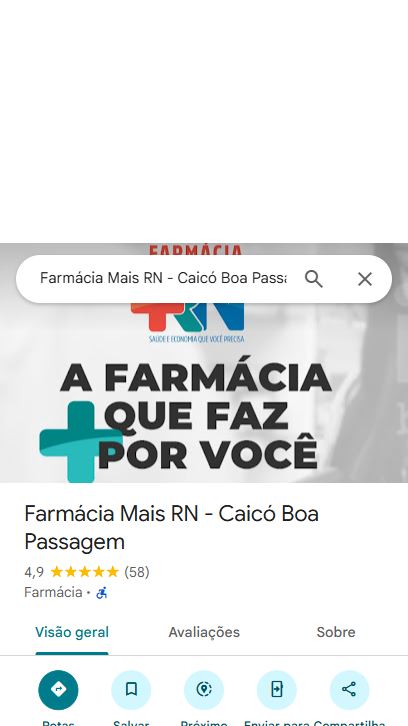 FARMÁCIA
Farmácia Mais RN - Caicó Boa Passa
+RN
SAÚDE E ECONOMIA QUE VOCÊ PRECISA
A FARMÁCIA
QUE FAZ
POR VOCÊ
Farmácia Mais RN - Caicó Boa
Passagem
4,9 (58)
Farmácia ·
Visão geral Avaliações Sobre
Rotas Salvar Próximo Enviar para Compartilha